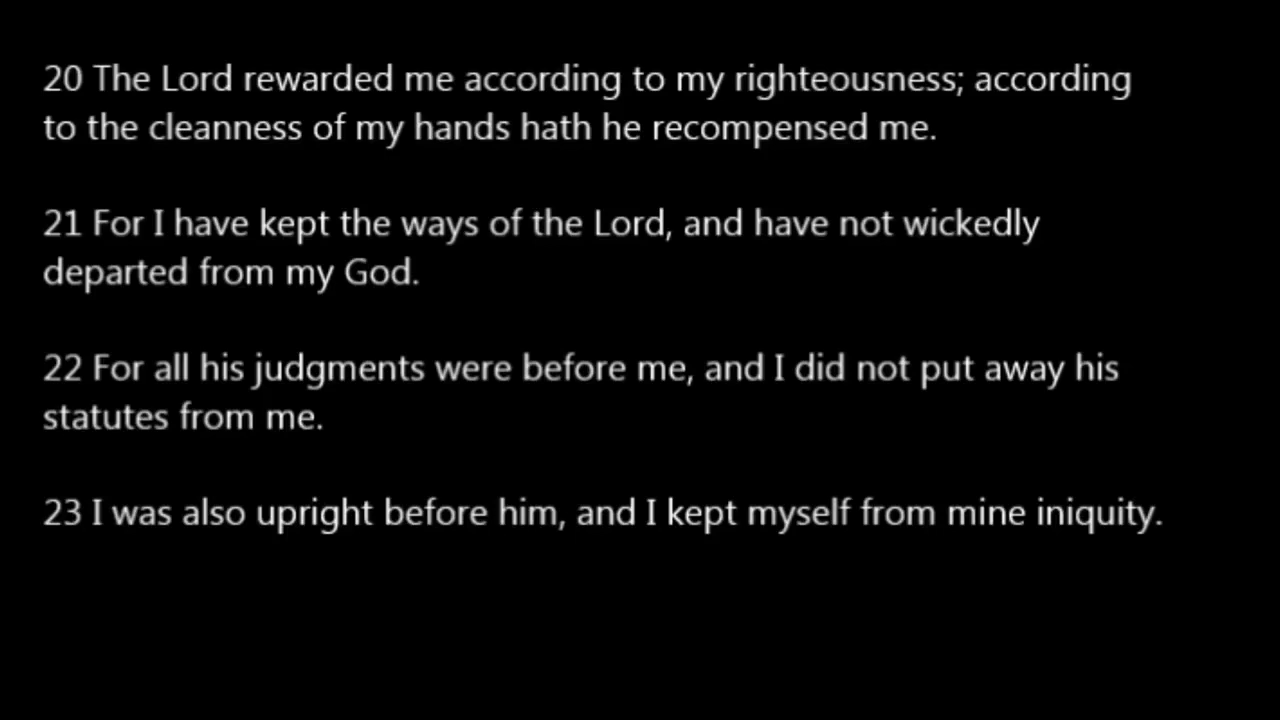 20 The Lord rewarded me according to my righteousness; according
to the cleanness of my hands hath he recompensed me.
21 For I have kept the ways of the Lord, and have not wickedly
departed from my God.
22 For all his judgments were before me, and I did not put away his
statutes from me.
23 I was also upright before him, and I kept myself from mine iniquity.